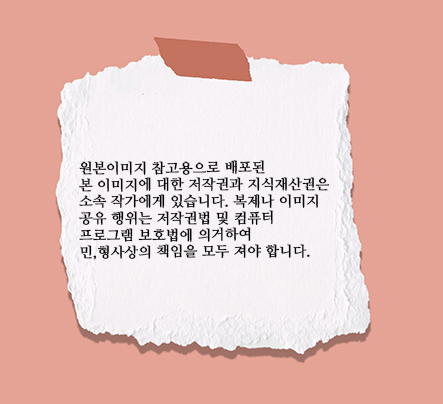 원본이미지 참고용으로 배포된
본 이미지에 대한 저작권과 지식재산권은
소속 작가에게 있습니다. 복제나 이미지
공유 행위는 저작권법 및 컴퓨터
프로그램 보호법에 의거하여
민,형사상의 책임을 모두 져야 합니다.